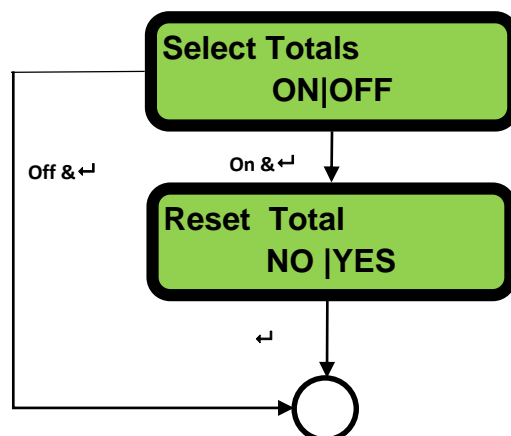 Select Totals
ON|OFF
Off & ↵
On & ↵
Reset Total
NO |YES
↵